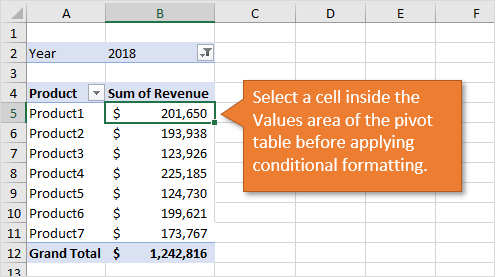 A B C D E F
1
2 Year 2018
3
4 Product Sum of Revenue
5 Product1 $ 201,650
6 Product2 $ 193,938
7 Product3 $ 123,926
8 Product4 $ 225,185
9 Product5 $ 124,730
10 Product6 $ 199,621
11 Product7 $ 173,767
12 Grand Total $ 1,242,816
13
Select a cell inside the
Values area of the pivot
table before applying
conditional formatting.